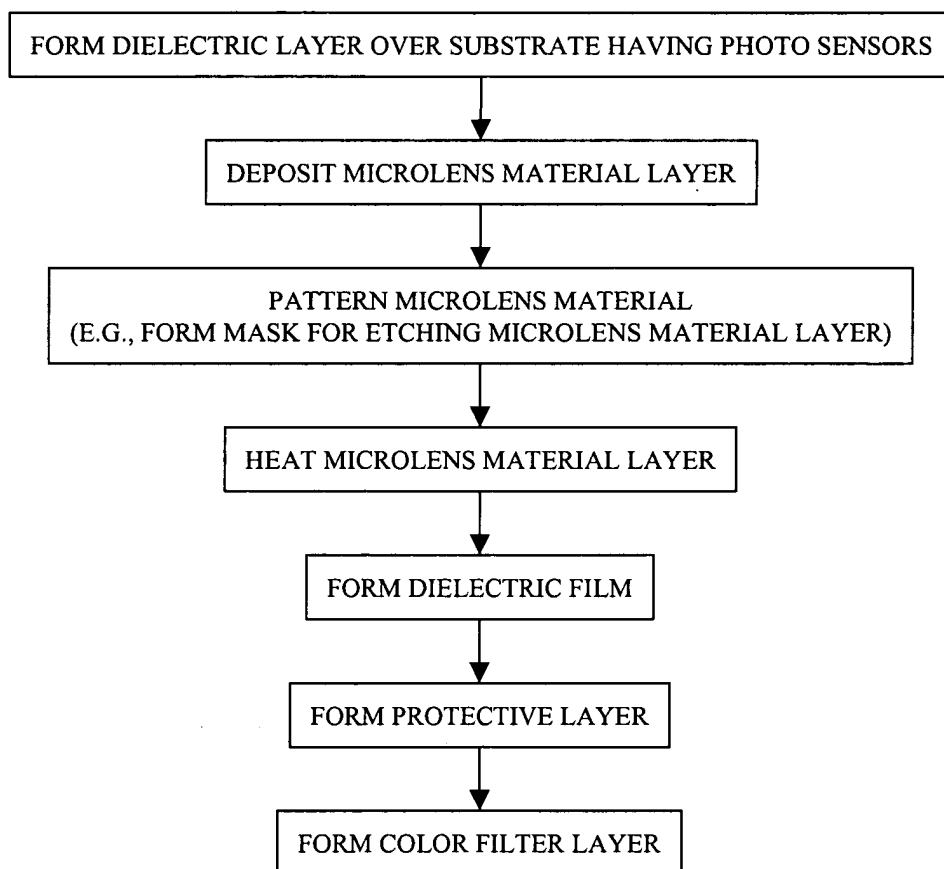 FORM DIELECTRIC LAYER OVER SUBSTRATE HAVING PHOTO SENSORS
DEPOSIT MICROLENS MATERIAL LAYER
PATTERN MICROLENS MATERIAL
(E.G., FORM MASK FOR ETCHING MICROLENS MATERIAL LAYER)
HEAT MICROLENS MATERIAL LAYER
FORM DIELECTRIC FILM
FORM PROTECTIVE LAYER
FORM COLOR FILTER LAYER